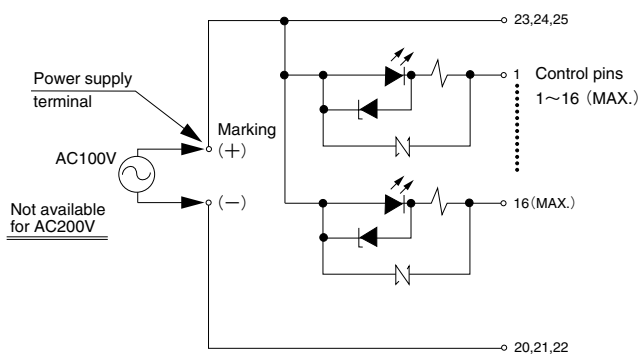 23,24,25
Power supply
terminal
1 Control pins
1～16 (MAX.)
Marking
(+)
AC100V
(−)
Not available
for AC200V
16(MAX.)
20,21,22